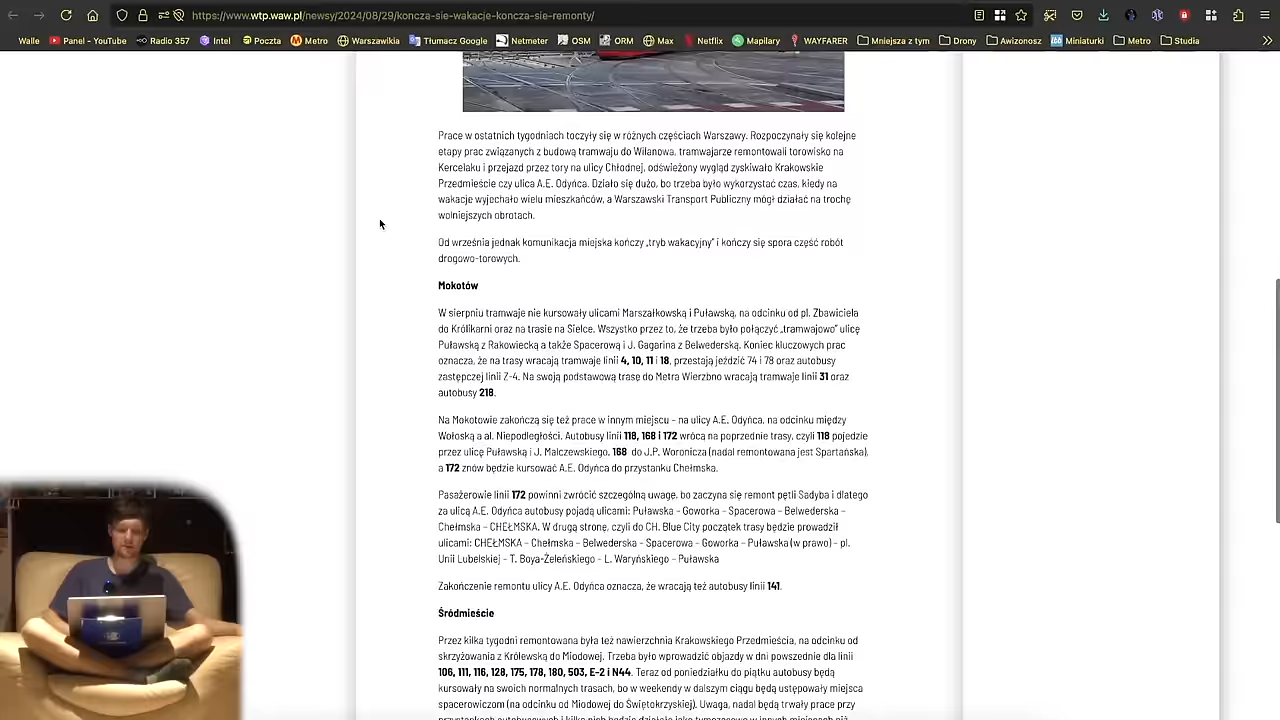 https://www.wtp.waw.pl/newsy/2024/08/29/koncza-sie-wakacje-koncza-sie-remonty/
Walle Panel - YouTube Radio 357 Intel Poczta Metro Warszawikia Tłumacz Google Netmeter OSM ORM Max Netflix Mapillary WAYFARER Mniejsza z tym Drony Awizonosz Miniaturki Metro Studia
Prace w ostatnich tygodniach toczyły się w różnych częściach Warszawy. Rozpoczynały się kolejne
etapy prac związanych z budową tramwaju do Wilanowa, tramwajarze remontowali torowisko na
Kercelaku i przejazd przez tory na ulicy Chłodnej, odświeżony wygląd zyskiwało Krakowskie
Przedmieście czy ulica A.E. Odyńca. Działo się dużo, bo trzeba było wykorzystać czas, kiedy na
wakacje wyjechało wielu mieszkańców, a Warszawski Transport Publiczny mógł działać na trochę
wolniejszych obrotach.
Od września jednak komunikacja miejska kończy „tryb wakacyjny” i kończy się spora część robót
drogowo-torowych.
Mokotów
W sierpniu tramwaje nie kursowały ulicami Marszałkowską i Puławską, na odcinku od pl. Zbawiciela
do Królikarni oraz na trasie na Sielce. Wszystko przez to, że trzeba było połączyć „tramwajowo” ulicę
Puławską z Rakowiecką a także Spacerową i J. Gagarina z Belwederską. Koniec kluczowych prac
oznacza, że na trasy wracają tramwaje linii 4, 10, 11 i 18, przestają jeździć 74 i 78 oraz autobusy
zastępczej linii Z-4. Na swoją podstawową trasę do Metra Wierzbno wracają tramwaje linii 31 oraz
autobusy 218.
Na Mokotowie zakończą się też prace w innym miejscu – na ulicy A.E. Odyńca, na odcinku między
Wołoską a al. Niepodległości. Autobusy linii 118, 168 i 172 wrócą na poprzednie trasy, czyli 118 pojedzie
przez ulicę Puławską i J. Malczewskiego, 168 do J.P. Woronicza (nadal remontowana jest Spartańska),
a 172 znów będzie kursować A.E. Odyńca do przystanku Chełmska.
Pasażerowie linii 172 powinni zwrócić szczególną uwagę, bo zaczyna się remont pętli Sadyba i dlatego
za ulicą A.E. Odyńca autobusy pojadą ulicami: Puławska – Goworka – Spacerowa – Belwederska –
Chełmska – CHEŁMSKA. W drugą stronę, czyli do CH. Blue City początek trasy będzie prowadził
ulicami: CHEŁMSKA – Chełmska – Belwederska – Spacerowa – Goworka – Puławska (w prawo) – pl.
Unii Lubelskiej – T. Boya-Żeleńskiego – L. Waryńskiego – Puławska
Zakończenie remontu ulicy A.E. Odyńca oznacza, że wracają też autobusy linii 141.
Śródmieście
Przez kilka tygodni remontowana była też nawierzchnia Krakowskiego Przedmieścia, na odcinku od
skrzyżowania z Królewską do Miodowej. Trzeba było wprowadzić objazdy w dni powszednie dla linii
106, 111, 116, 128, 175, 178, 180, 503, E-2 i N44. Teraz od poniedziałku do piątku autobusy będą
kursowały na swoich normalnych trasach, bo w weekendy w dalszym ciągu będą ustępowały miejsca
spacerowiczom (na odcinku od Miodowej do Świętokrzyskiej). Uwaga, nadal będą trwały prace przy